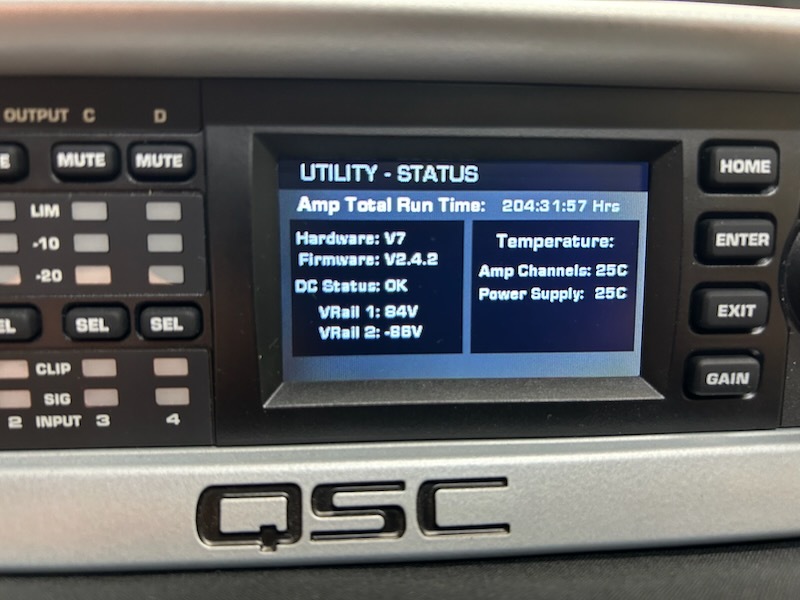 OUTPUT C D
E MUTE MUTE
LIM
-10
-20
EL SEL SEL
CLIP
SIG
2 INPUT 3 4
UTILITY - STATUS
Amp Total Run Time: 204:31:57 Hrs
Hardware: V7
Firmware: V2.4.2
DC Status: OK
VRail 1: 84V
VRail 2: -86V
Temperature:
Amp Channels: 25C
Power Supply: 25C
HOME
ENTER
EXIT
GAIN
QSC